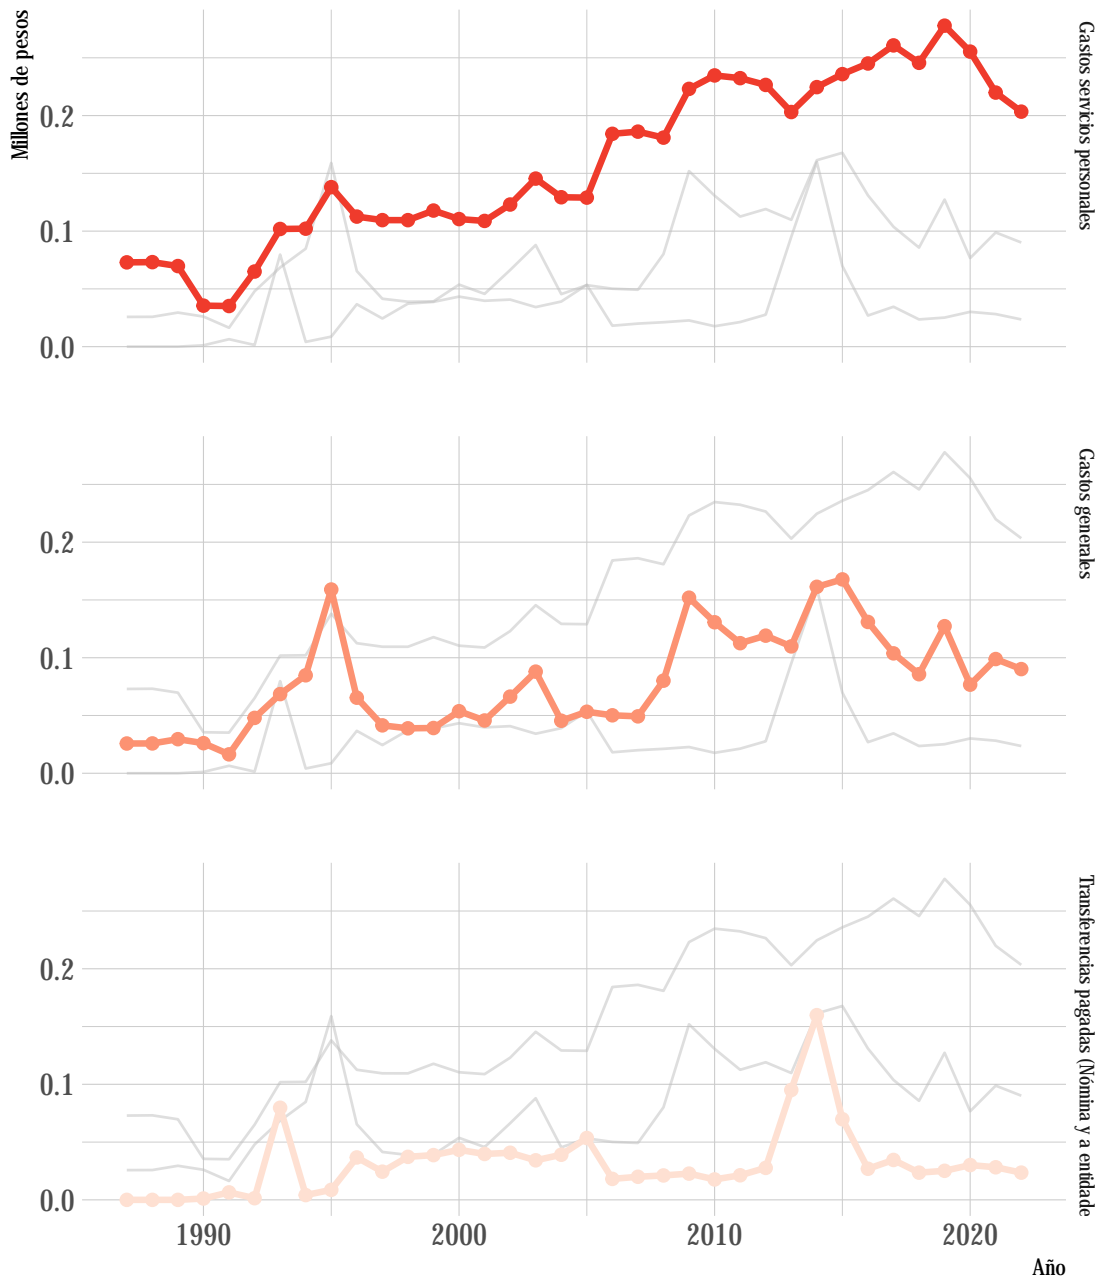 Millones de pesos
0.2
0.1
0.0
Gastos servicios personales
0.2
0.1
0.0
Gastos generales
0.2
0.1
0.0
Transferencias pagadas (Nómina y a entidade
1990 2000 2010 2020
Año